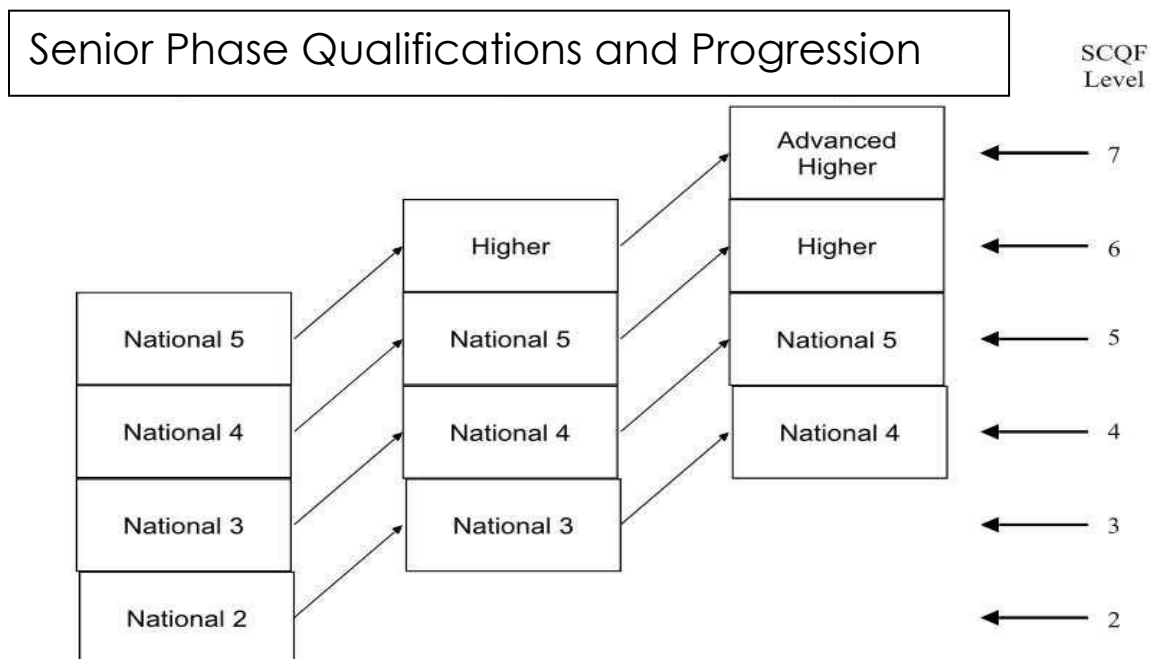 Senior Phase Qualifications and Progression
SCQF
Level
Advanced
Higher
7
Higher
Higher
6
National 5
National 5
National 5
5
National 4
National 4
National 4
4
National 3
National 3
3
National 2
2